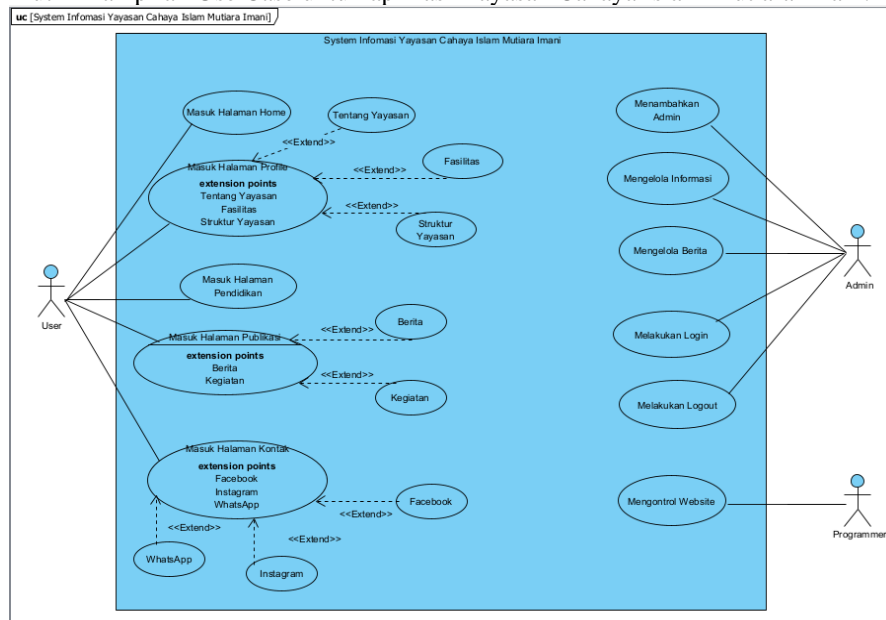 uc [System Infomasi Yayasan Cahaya Islam Mutiara Imani]
System Infomasi Yayasan Cahaya Islam Mutiara Imani
Masuk Halaman Home
Tentang Yayasan
<<Extend>>
Masuk Halaman Profile
extension points
Tentang Yayasan
Fasilitas
Struktur Yayasan
<<Extend>>
Fasilitas
<<Extend>>
Struktur
Yayasan
Masuk Halaman
Pendidikan
User
Masuk Halaman Publikasi
extension points
Berita
Kegiatan
<<Extend>>
Berita
<<Extend>>
Kegiatan
Masuk Halaman Kontak
extension points
Facebook
Instagram
WhatsApp
<<Extend>>
Facebook
<<Extend>>
WhatsApp
<<Extend>>
Instagram
Menambahkan
Admin
Mengelola Informasi
Mengelola Berita
Admin
Melakukan Login
Melakukan Logout
Mengontrol Website
Programmer